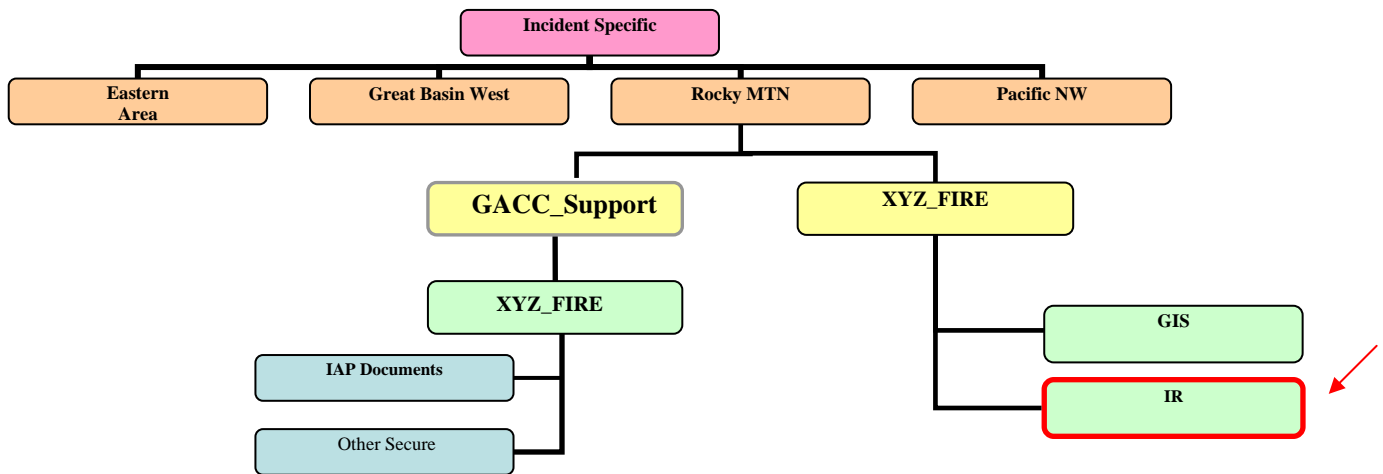 Incident Specific
Eastern
Area
Great Basin West
Rocky MTN
Pacific NW
GACC_Support
XYZ_FIRE
XYZ_FIRE
GIS
IAP Documents
IR
Other Secure